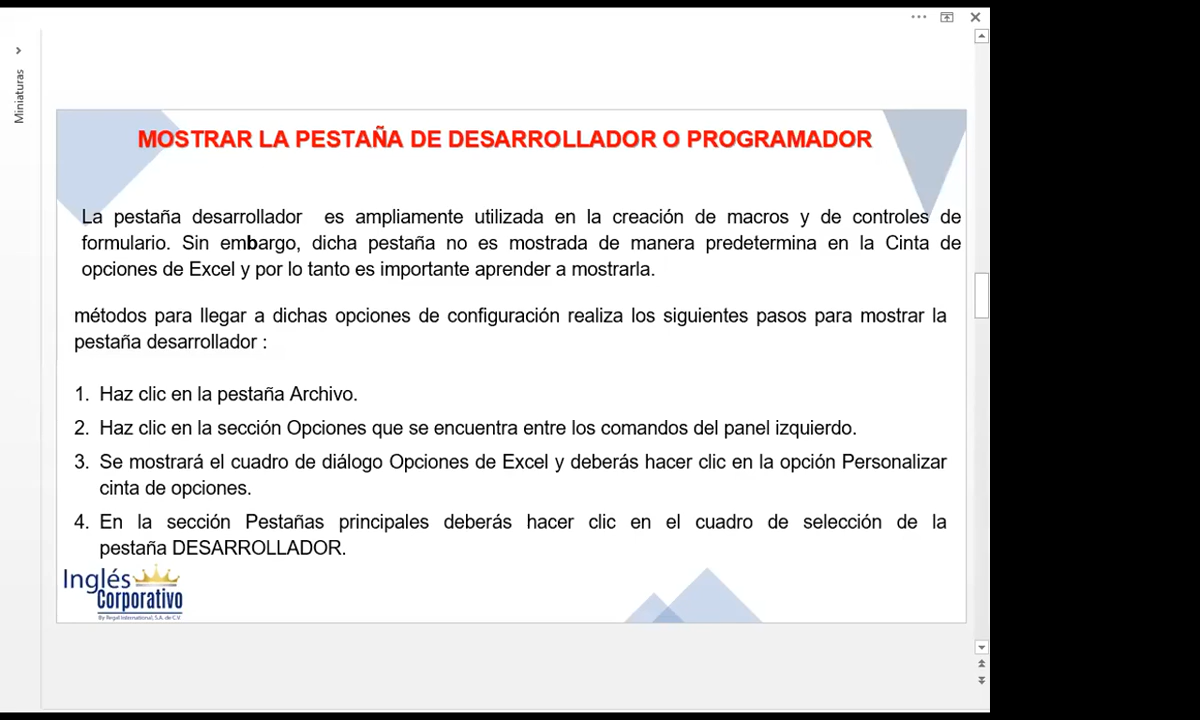 Miniaturas
MOSTRAR LA PESTAÑA DE DESARROLLADOR O PROGRAMADOR
La pestaña desarrollador es ampliamente utilizada en la creación de macros y de controles de
formulario. Sin embargo, dicha pestaña no es mostrada de manera predetermina en la Cinta de
opciones de Excel y por lo tanto es importante aprender a mostrarla.
métodos para llegar a dichas opciones de configuración realiza los siguientes pasos para mostrar la
pestaña desarrollador :
1. Haz clic en la pestaña Archivo.
2. Haz clic en la sección Opciones que se encuentra entre los comandos del panel izquierdo.
3. Se mostrará el cuadro de diálogo Opciones de Excel y deberás hacer clic en la opción Personalizar
cinta de opciones.
4. En la sección Pestañas principales deberás hacer clic en el cuadro de selección de la
pestaña DESARROLLADOR.
Inglés
Corporativo
By Regal International, S.A. de C.V.